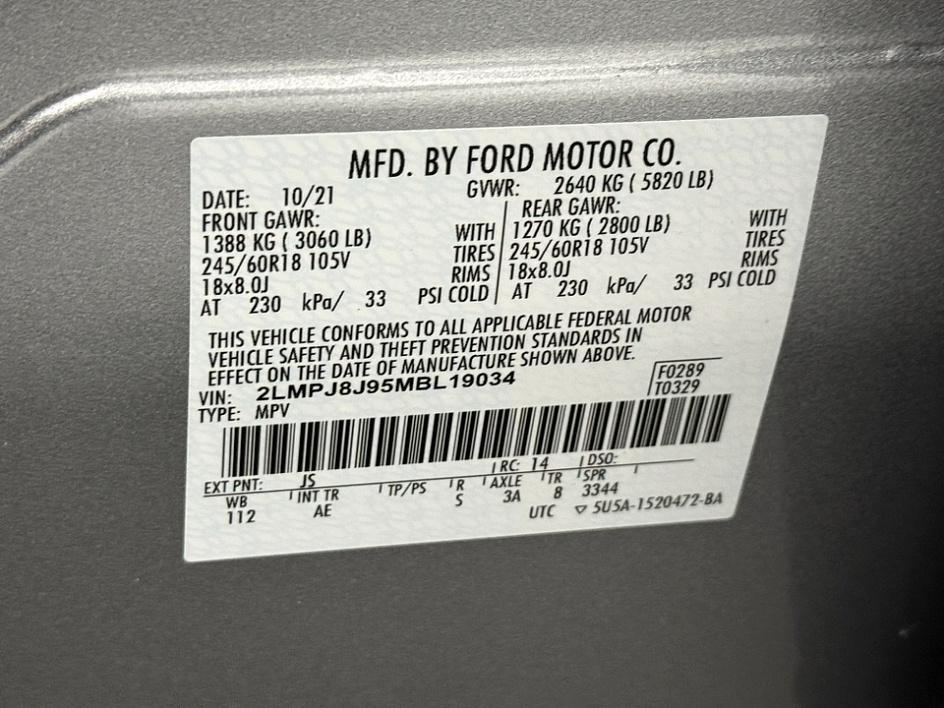 MFD. BY FORD MOTOR CO.
DATE: 10/21 GVWR: 2640 KG ( 5820 LB)
FRONT GAWR: REAR GAWR:
1388 KG ( 3060 LB) WITH 1270 KG ( 2800 LB) WITH
245/60R18 105V TIRES 245/60R18 105V TIRES
18x8.0J RIMS 18x8.0J RIMS
AT 230 kPa/ 33 PSI COLD AT 230 kPa/ 33 PSI COLD
THIS VEHICLE CONFORMS TO ALL APPLICABLE FEDERAL MOTOR
VEHICLE SAFETY AND THEFT PREVENTION STANDARDS IN
EFFECT ON THE DATE OF MANUFACTURE SHOWN ABOVE.
VIN: 2LMPJ8J95MBL19034 F0289
TYPE: MPV T0329
EXT PNT: JS RC: 14 DSO:
WB INT TR TP/PS R AXLE TR SPR
112 AE S 3A 8 3344
UTC ▽ 5U5A-1520472-BA